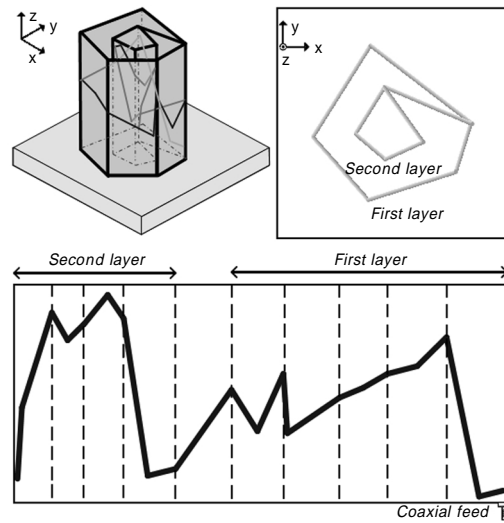 z
y
x
y
x
z
Second layer
First layer
Second layer
First layer
Coaxial feed